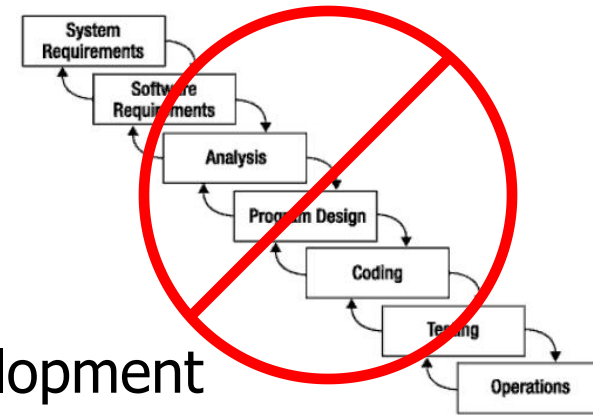 System
Requirements
Software
Requirements
Analysis
Program Design
Coding
Testing
lopment
Operations